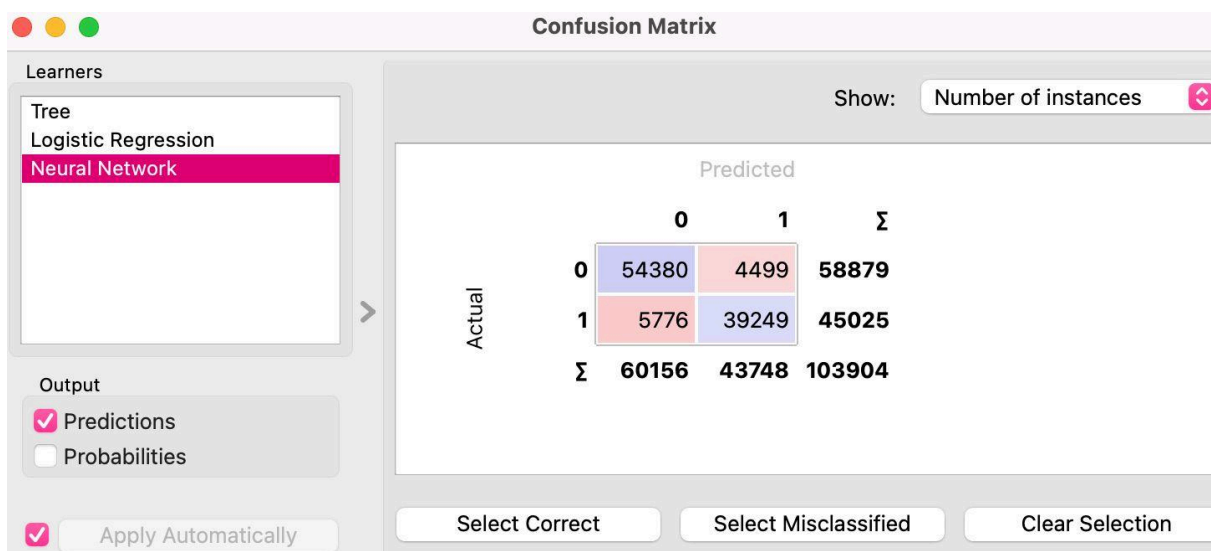 Confusion Matrix
Learners
Tree
Logistic Regression
Neural Network
Output
Predictions
Probabilities
Apply Automatically
Show: Number of instances
Predicted
0 1 Σ
Actual
0 54380 4499 58879
1 5776 39249 45025
Σ 60156 43748 103904
Select Correct Select Misclassified Clear Selection